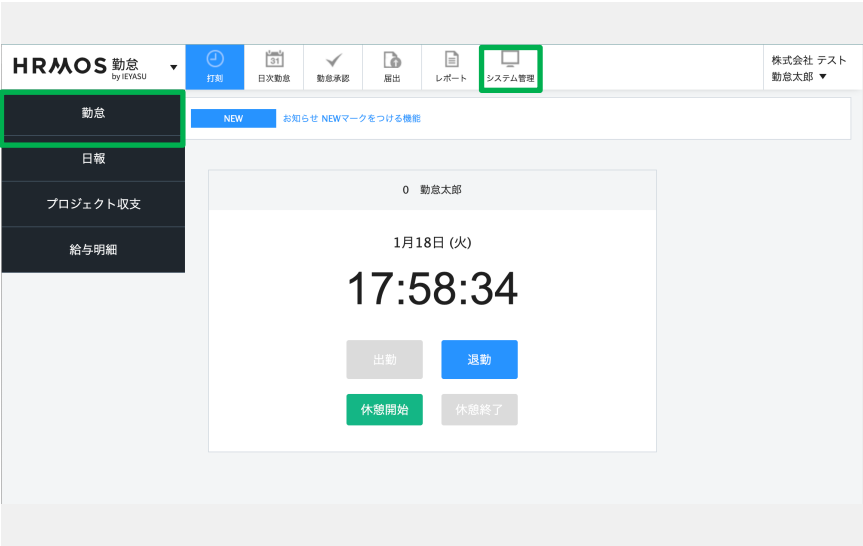 HRMOS 勤怠
by IEYASU
打刻
31
日次勤怠
勤怠承認
届出
レポート
システム管理
株式会社 テスト
勤怠太郎 ▼
勤怠
日報
プロジェクト収支
給与明細
NEW お知らせ NEWマークをつける機能
0 勤怠太郎
1月18日 (火)
17:58:34
出勤 退勤
休憩開始 休憩終了